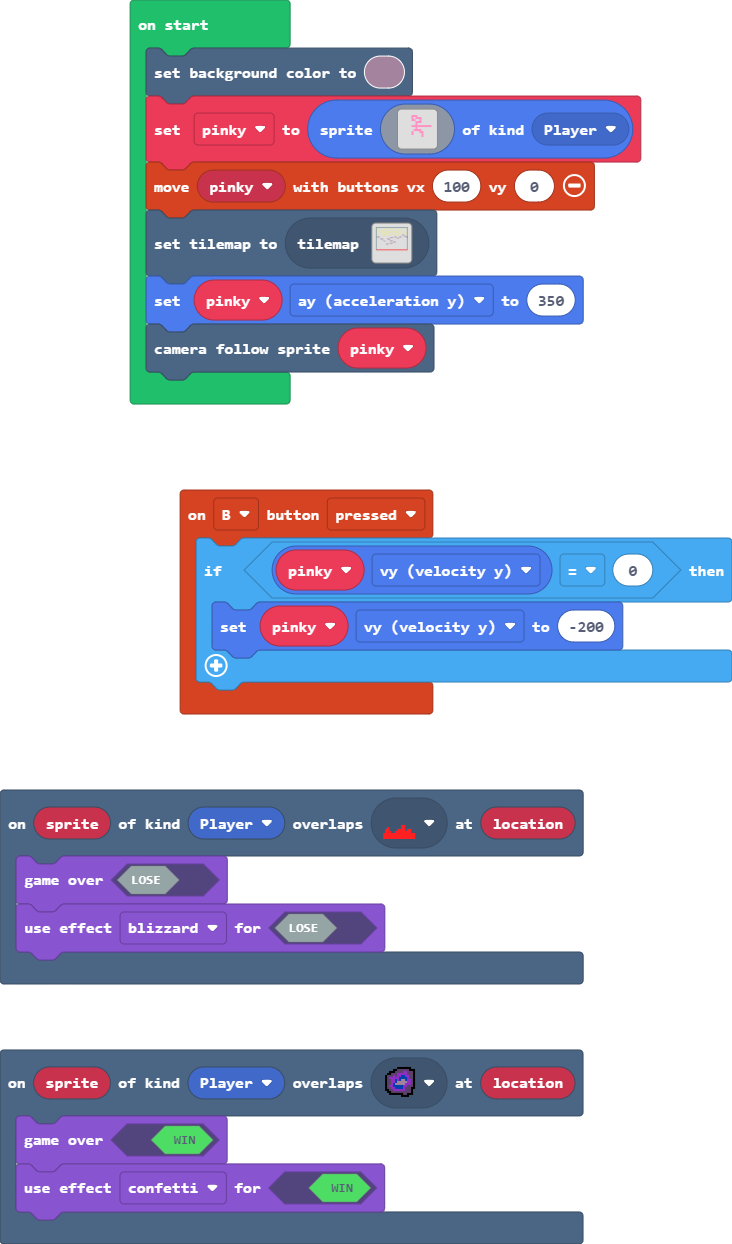 on start
set background color to
set pinky to sprite of kind Player
move pinky with buttons vx 100 vy 0
set tilemap to tilemap
set pinky ay (acceleration y) to 350
camera follow sprite pinky
on B button pressed
if pinky vy (velocity y) = 0 then
set pinky vy (velocity y) to -200
on sprite of kind Player overlaps at location
game over LOSE
use effect blizzard for LOSE
on sprite of kind Player overlaps at location
game over WIN
use effect confetti for WIN